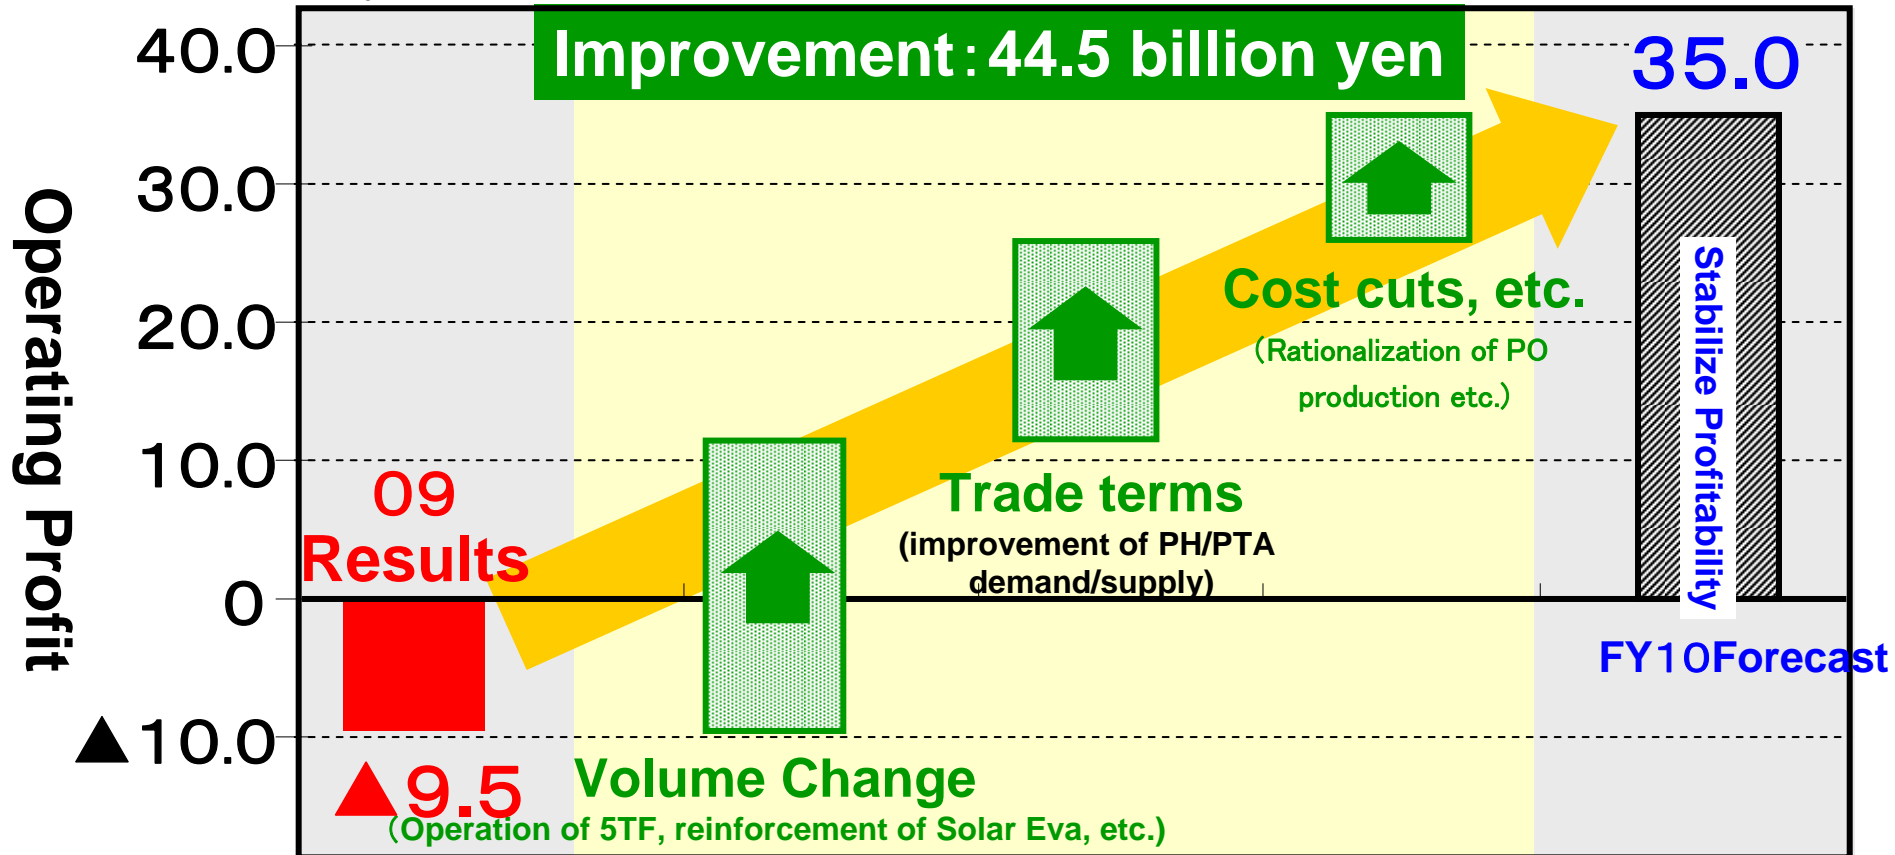 Improvement：44.5 billion yen
40.0
30.0
20.0
10.0
0
▲10.0
Operating Profit
09
Results
▲9.5
Volume Change
(Operation of 5TF, reinforcement of Solar Eva, etc.)
Trade terms
(improvement of PH/PTA
demand/supply)
Cost cuts, etc.
(Rationalization of PO
production etc.)
35.0
Stabilize Profitability
FY10Forecast